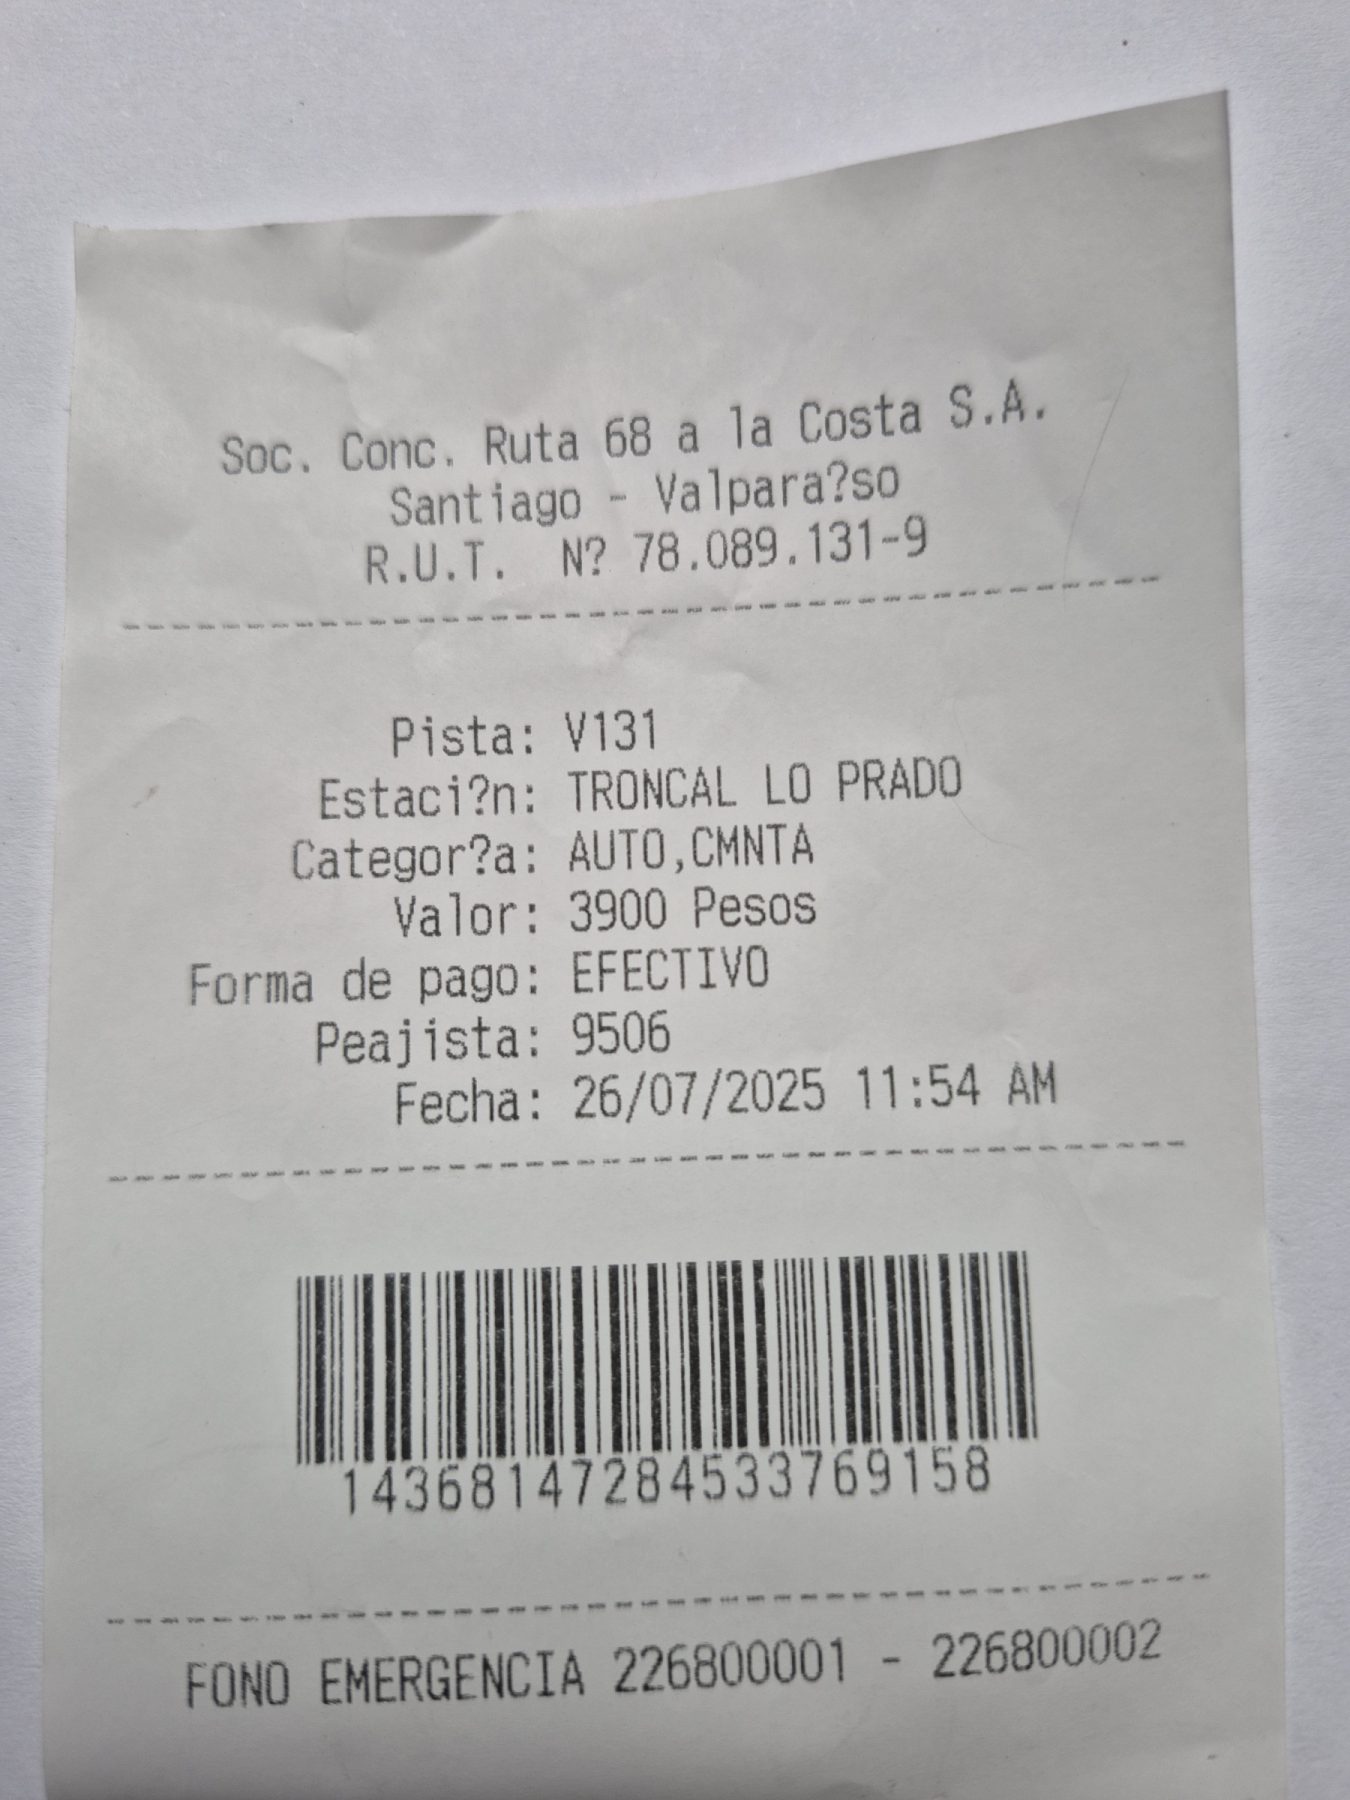 Soc. Conc. Ruta 68 a la Costa S.A.
Santiago - Valpara?so
R.U.T. N? 78.089.131-9
Pista: V131
Estaci?n: TRONCAL LO PRADO
Categor?a: AUTO,CMNTA
Valor: 3900 Pesos
Forma de pago: EFECTIVO
Peajista: 9506
Fecha: 26/07/2025 11:54 AM
14368147284533769158
FONO EMERGENCIA 226800001 - 226800002